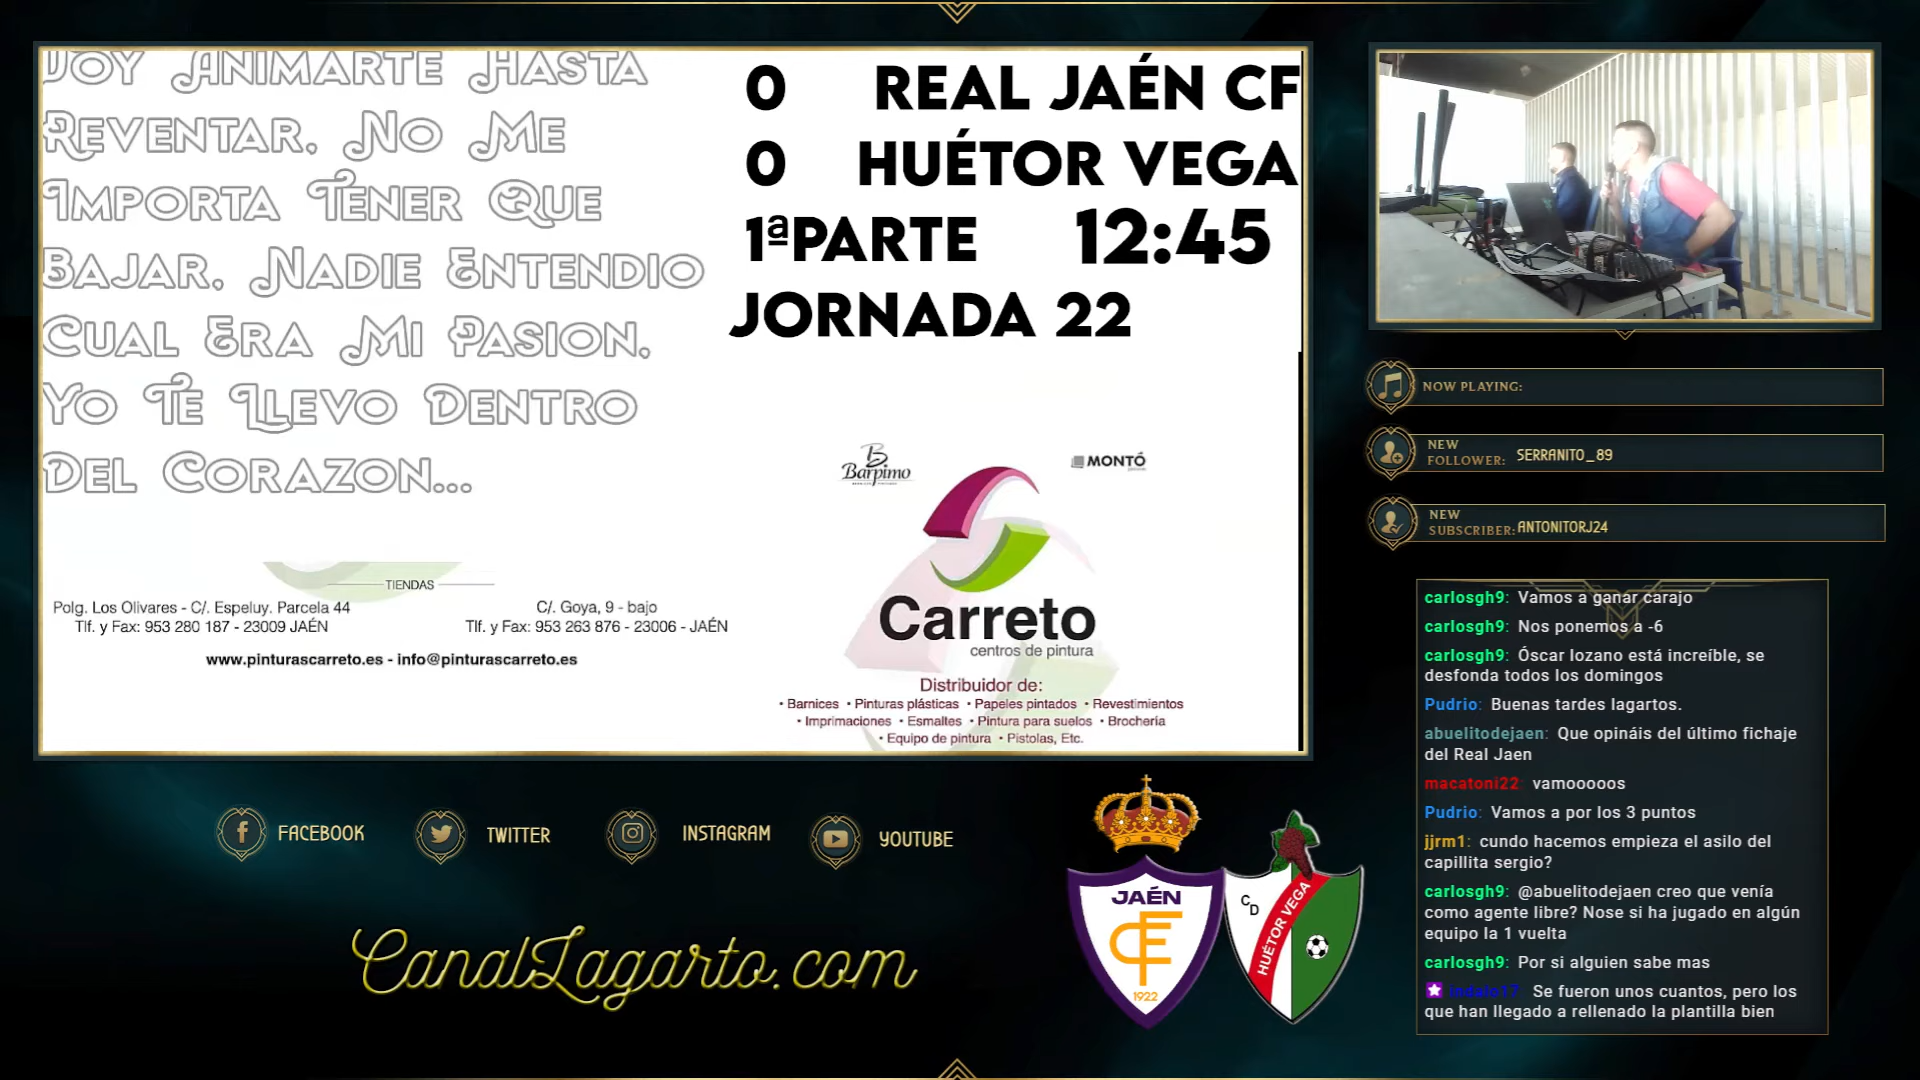 Voy Animarte Hasta
Reventar, No Me
Importa Tener Que
Bajar, Nadie Entendio
Cual Era Mi Pasion,
Yo Te Llevo Dentro
Del Corazon...
0 REAL JAÉN CF
0 HUÉTOR VEGA
1ªPARTE 12:45
JORNADA 22
TIENDAS
Polg. Los Olivares - C/. Espeluy. Parcela 44
Tlf. y Fax: 953 280 187 - 23009 JAÉN
C/. Goya, 9 - bajo
Tlf. y Fax: 953 263 876 - 23006 - JAÉN
www.pinturascarreto.es - info@pinturascarreto.es
B
Barpimo
MONTÓ
Carreto
centros de pintura
Distribuidor de:
• Barnices • Pinturas plásticas • Papeles pintados • Revestimientos
• Imprimaciones • Esmaltes • Pintura para suelos • Brochería
• Equipo de pintura • Pistolas, Etc.
NOW PLAYING:
NEW
FOLLOWER: SERRANITO_89
NEW
SUBSCRIBER: ANTONITORJ24
carlosgh9: Vamos a ganar carajo
carlosgh9: Nos ponemos a -6
carlosgh9: Óscar lozano está increíble, se
desfonda todos los domingos
Pudrio: Buenas tardes lagartos.
abuelitodejaen: Que opináis del último fichaje
del Real Jaen
macatoni22: vamooooos
Pudrio: Vamos a por los 3 puntos
jjrm1: cundo hacemos empieza el asilo del
capillita sergio?
carlosgh9: @abuelitodejaen creo que venía
como agente libre? Nose si ha jugado en algún
equipo la 1 vuelta
carlosgh9: Por si alguien sabe mas
indalo17: Se fueron unos cuantos, pero los
que han llegado a rellenado la plantilla bien
FACEBOOK
TWITTER
INSTAGRAM
YOUTUBE
CanalLagarto.com
JAÉN
CF
1922
CD
HUÉTOR VEGA